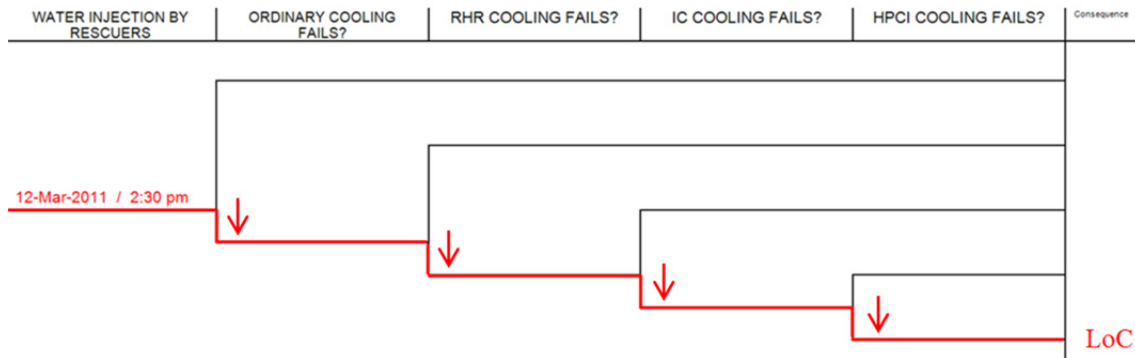 WATER INJECTION BY
RESCUERS
ORDINARY COOLING
FAILS?
RHR COOLING FAILS?
IC COOLING FAILS?
HPCI COOLING FAILS?
Consequence
12-Mar-2011 / 2:30 pm
LoC